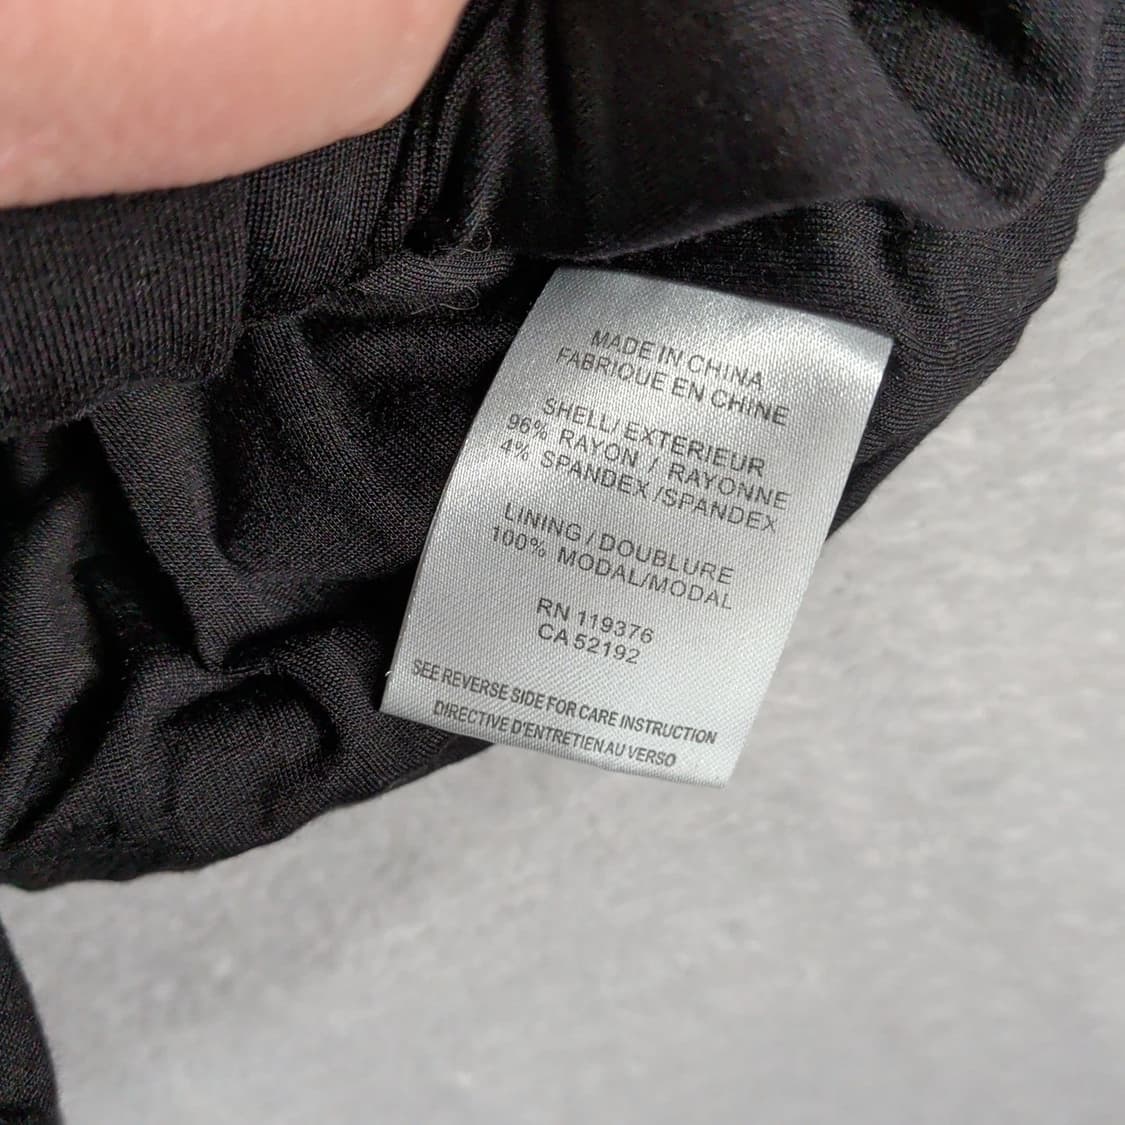 MADE IN CHINA
FABRIQUE EN CHINE
SHELL/ EXTERIEUR
96% RAYON / RAYONNE
4% SPANDEX /SPANDEX
LINING / DOUBLURE
100% MODAL/MODAL
RN 119376
CA 52192
SEE REVERSE SIDE FOR CARE INSTRUCTION
DIRECTIVE D'ENTRETIEN AU VERSO